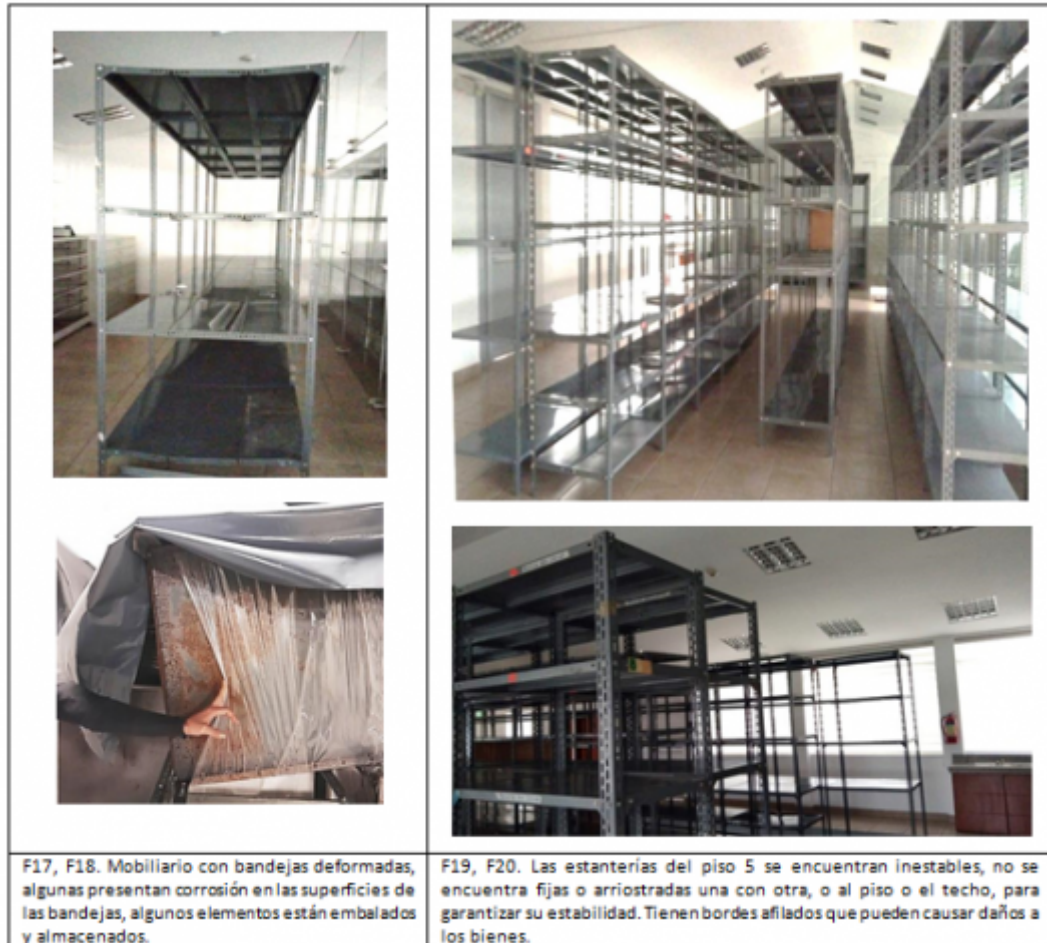 F17, F18. Mobiliario con bandejas deformadas,
algunas presentan corrosión en las superficies de
las bandejas, algunos elementos están embalados
y almacenados.
F19, F20. Las estanterías del piso 5 se encuentran inestables, no se
encuentra fijas o arriostradas una con otra, o al piso o el techo, para
garantizar su estabilidad. Tienen bordes afilados que pueden causar daños a
los bienes.